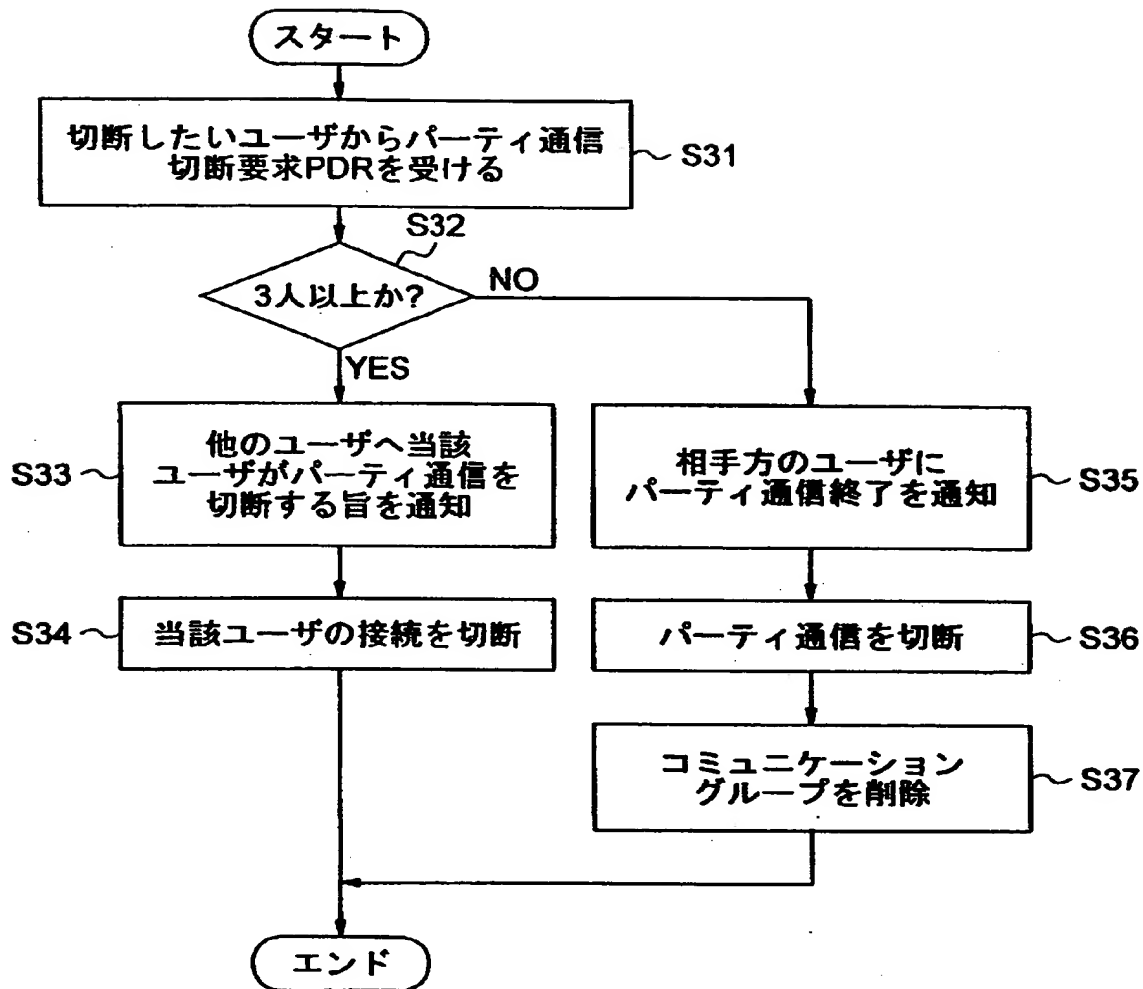 スタート
切断したいユーザからパーティ通信
切断要求PDRを受ける
S31
S32
3人以上か?
NO
YES
他のユーザへ当該
ユーザがパーティ通信を
切断する旨を通知
S33
当該ユーザの接続を切断
S34
相手方のユーザに
パーティ通信終了を通知
S35
パーティ通信を切断
S36
コミュニケーション
グループを削除
S37
エンド